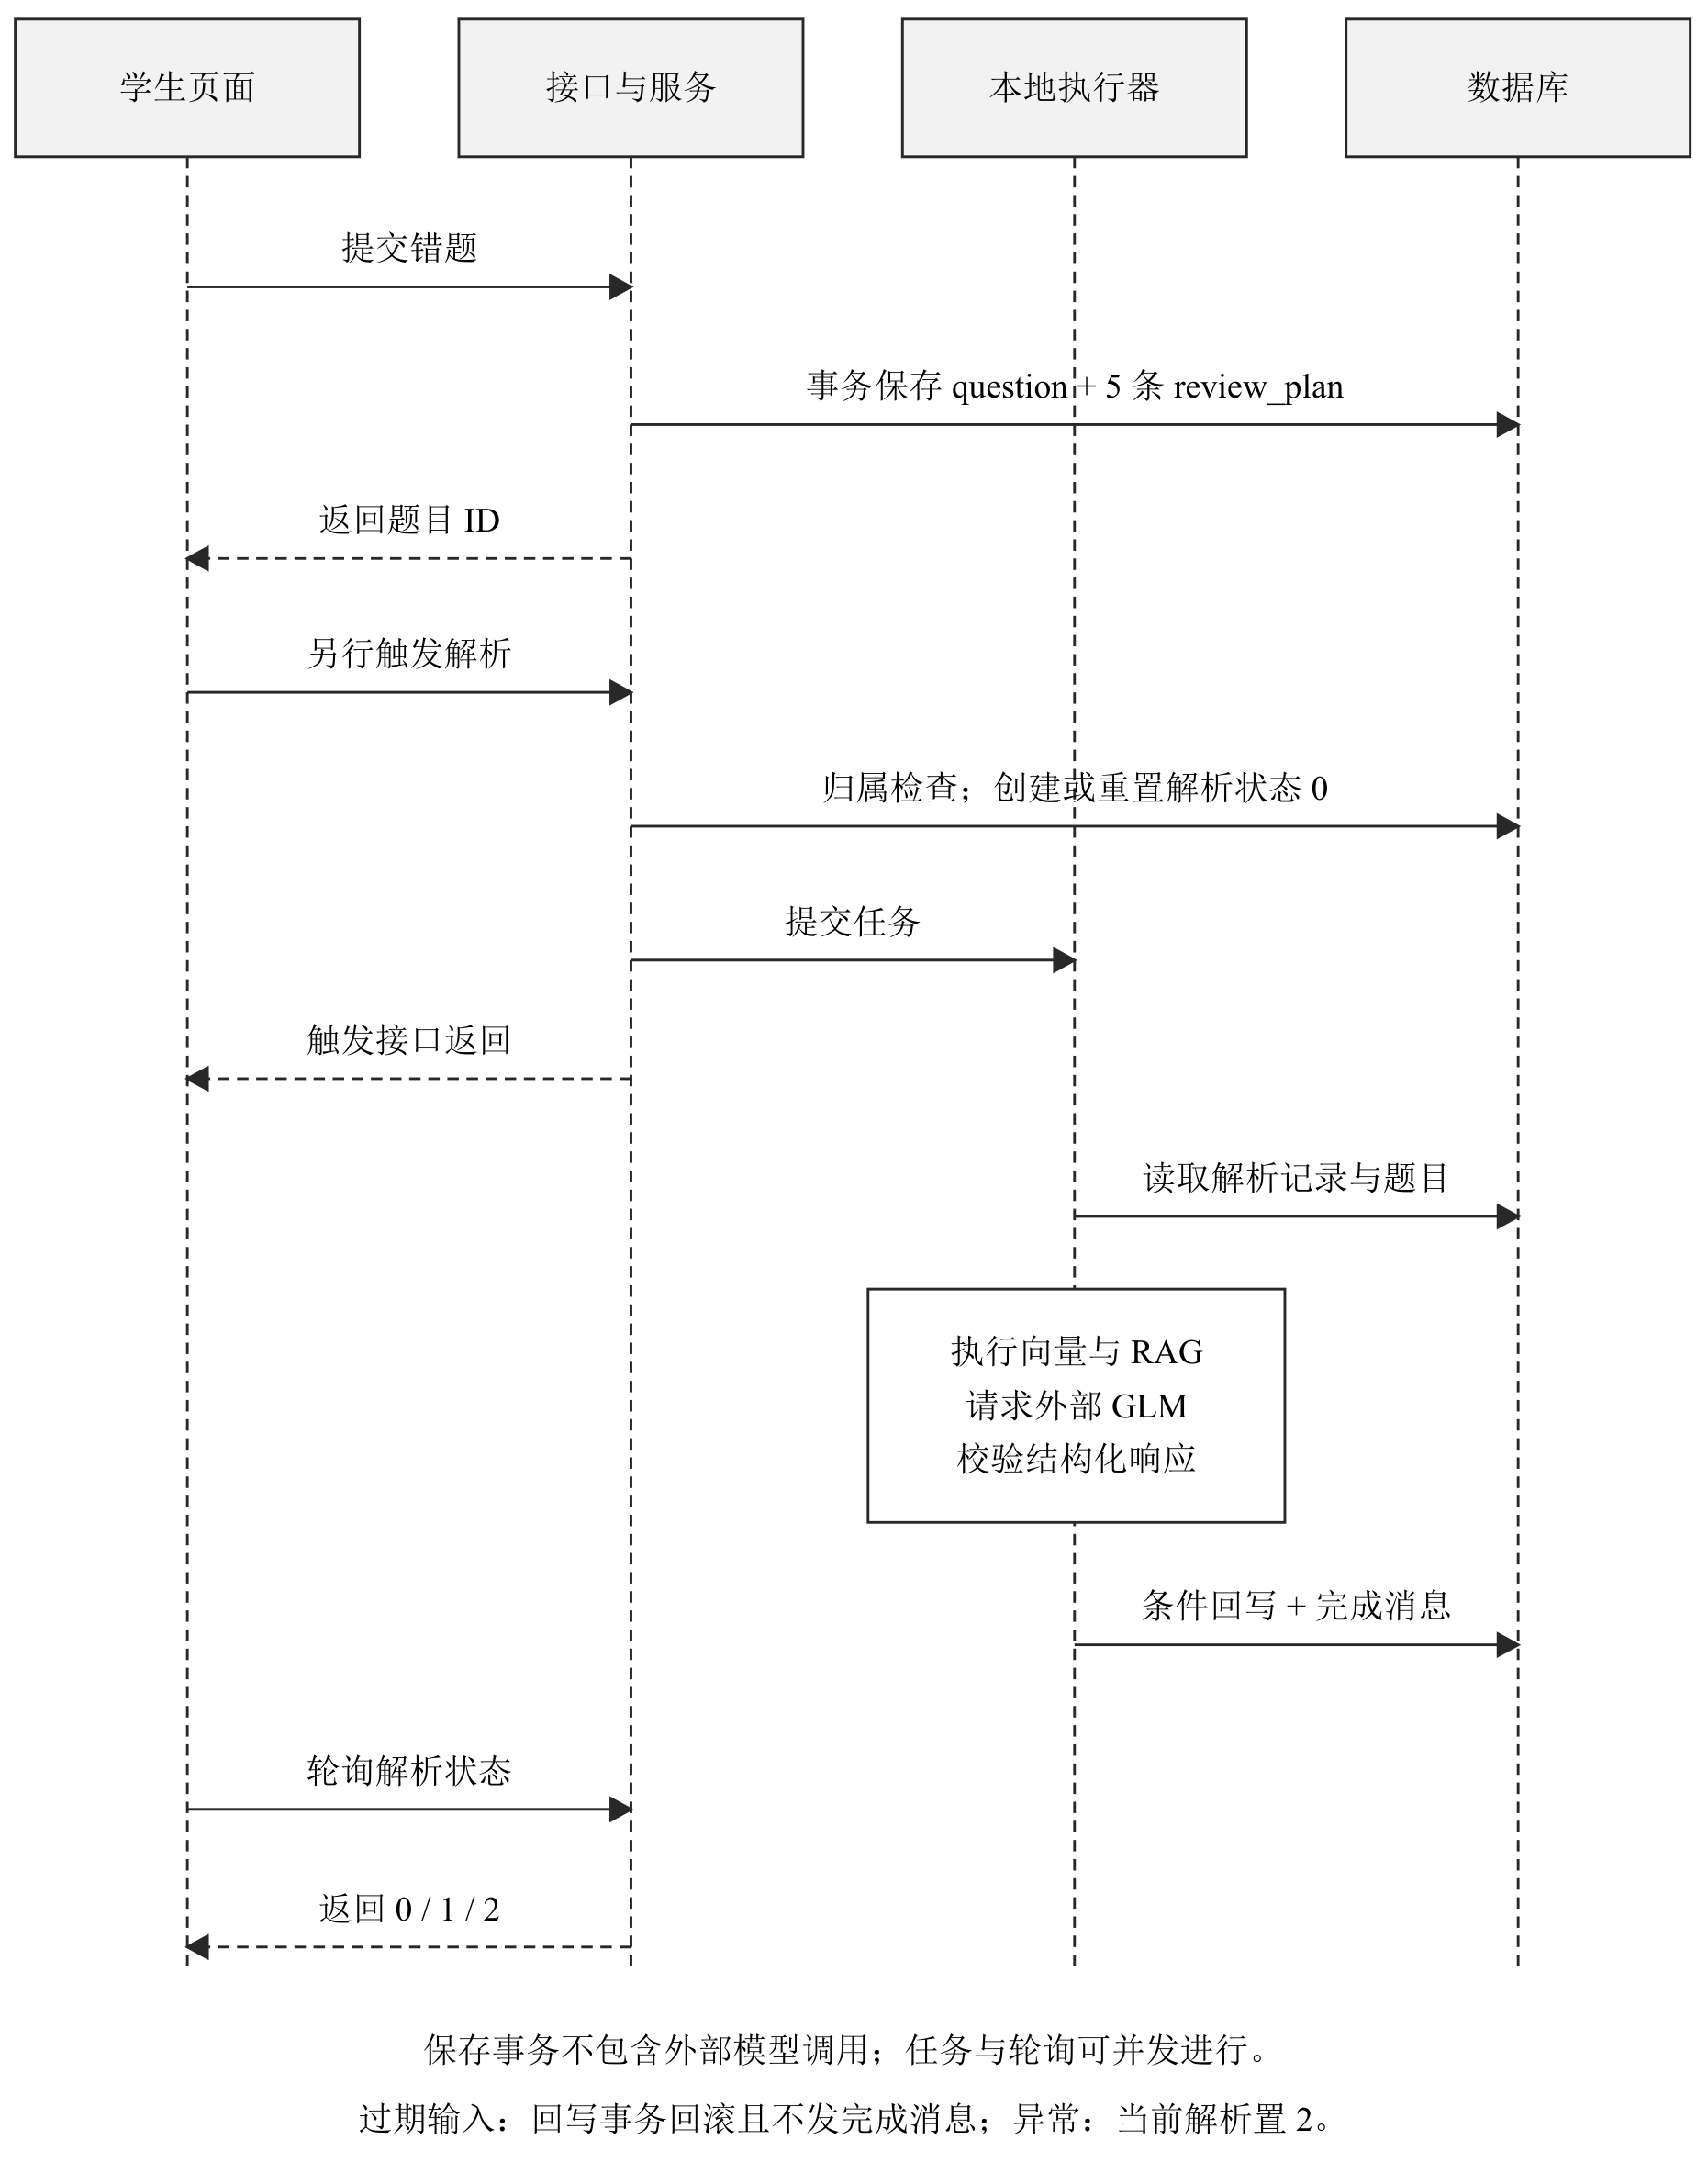 学生页面
接口与服务
本地执行器
数据库
提交错题
事务保存 question + 5 条 review_plan
返回题目 ID
另行触发解析
归属检查；创建或重置解析状态 0
提交任务
触发接口返回
读取解析记录与题目
执行向量与 RAG
请求外部 GLM
校验结构化响应
条件回写 + 完成消息
轮询解析状态
返回 0 / 1 / 2
保存事务不包含外部模型调用；任务与轮询可并发进行。
过期输入：回写事务回滚且不发完成消息；异常：当前解析置 2。